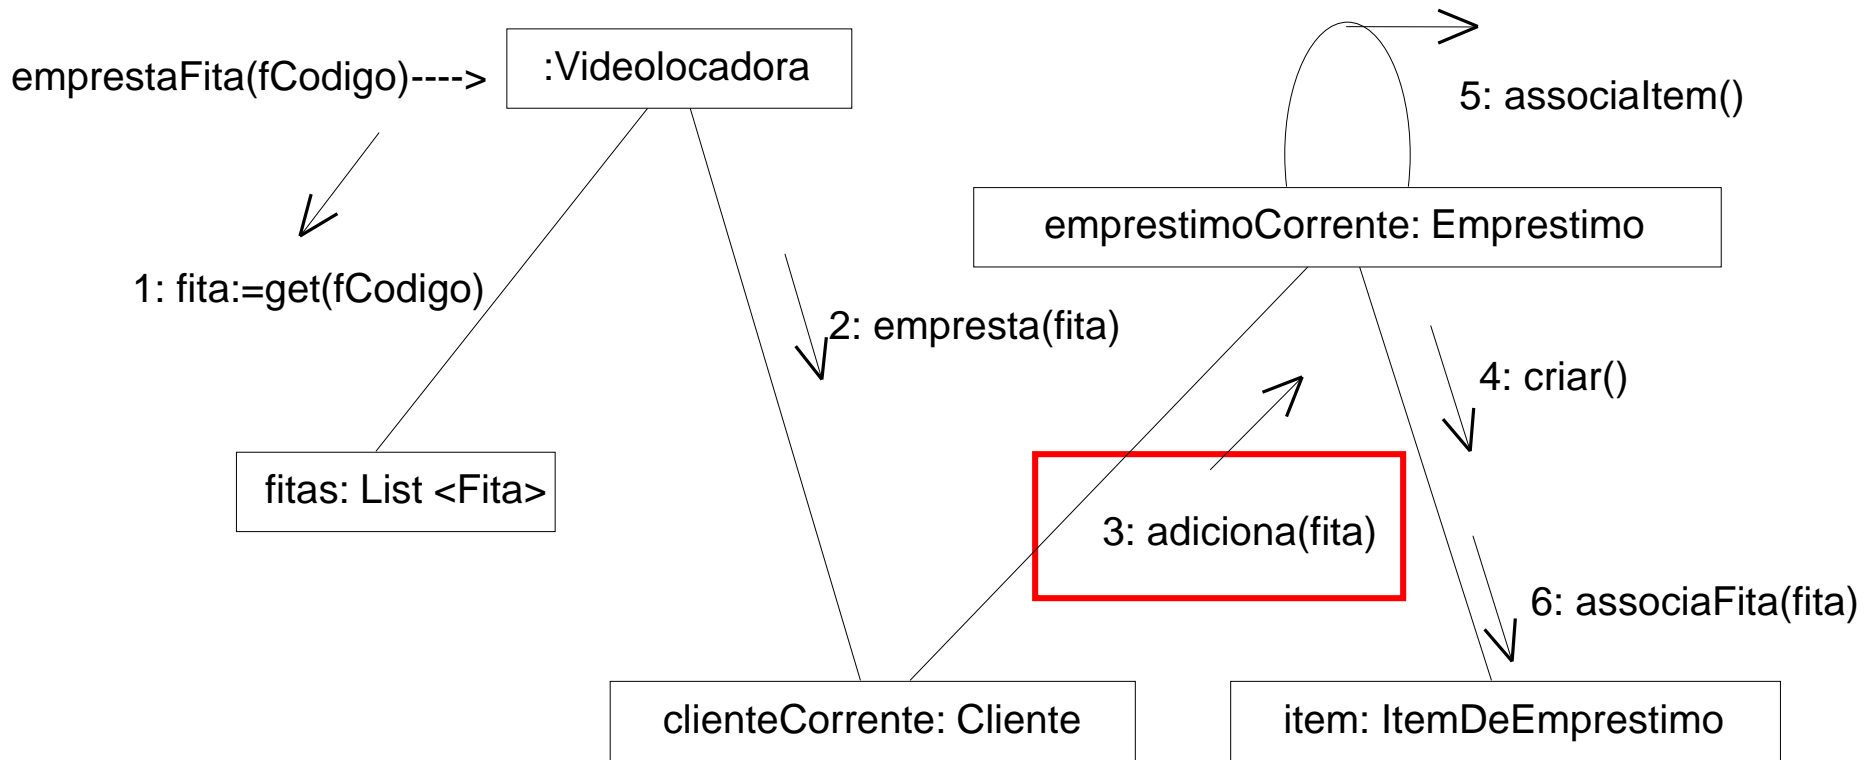 emprestaFita(fCodigo)---->
:Videolocadora
5: associaItem()
emprestimoCorrente: Emprestimo
1: fita:=get(fCodigo)
2: empresta(fita)
4: criar()
fitas: List <Fita>
3: adiciona(fita)
6: associaFita(fita)
clienteCorrente: Cliente
item: ItemDeEmprestimo